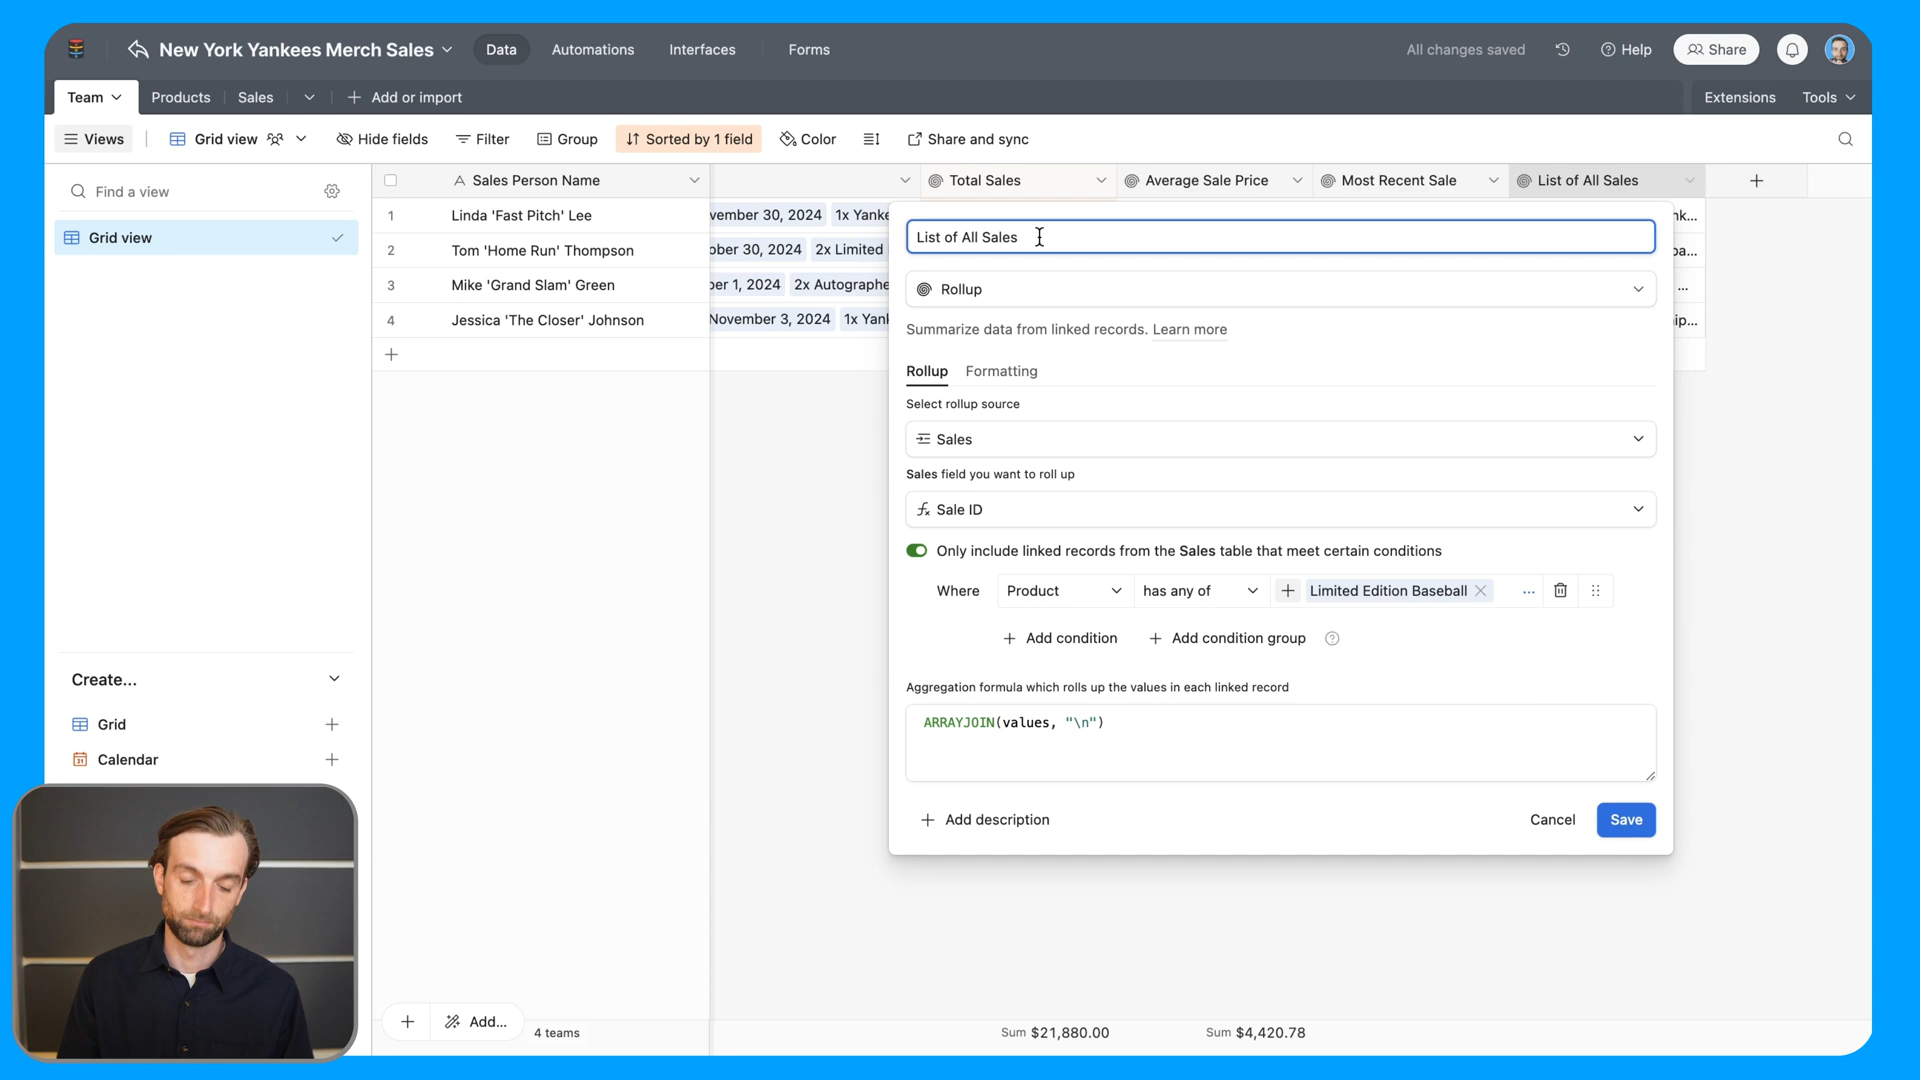 New York Yankees Merch Sales Data Automations Interfaces Forms All changes saved Help Share
Team Products Sales Add or import Extensions Tools
Views Grid view Hide fields Filter Group Sorted by 1 field Color Share and sync
Find a view
Grid view
Create...
Grid
Calendar
Sales Person Name Total Sales Average Sale Price Most Recent Sale List of All Sales
1 Linda 'Fast Pitch' Lee vember 30, 2024 1x Yanke nk...
2 Tom 'Home Run' Thompson ober 30, 2024 2x Limited ba...
3 Mike 'Grand Slam' Green er 1, 2024 2x Autographe ...
4 Jessica 'The Closer' Johnson November 3, 2024 1x Yan ip...
List of All Sales
Rollup
Summarize data from linked records. Learn more
Rollup Formatting
Select rollup source
Sales
Sales field you want to roll up
Sale ID
Only include linked records from the Sales table that meet certain conditions
Where Product has any of Limited Edition Baseball ...
Add condition Add condition group
Aggregation formula which rolls up the values in each linked record
ARRAYJOIN(values, "\n")
Add description Cancel Save
Add... 4 teams Sum $21,880.00 Sum $4,420.78